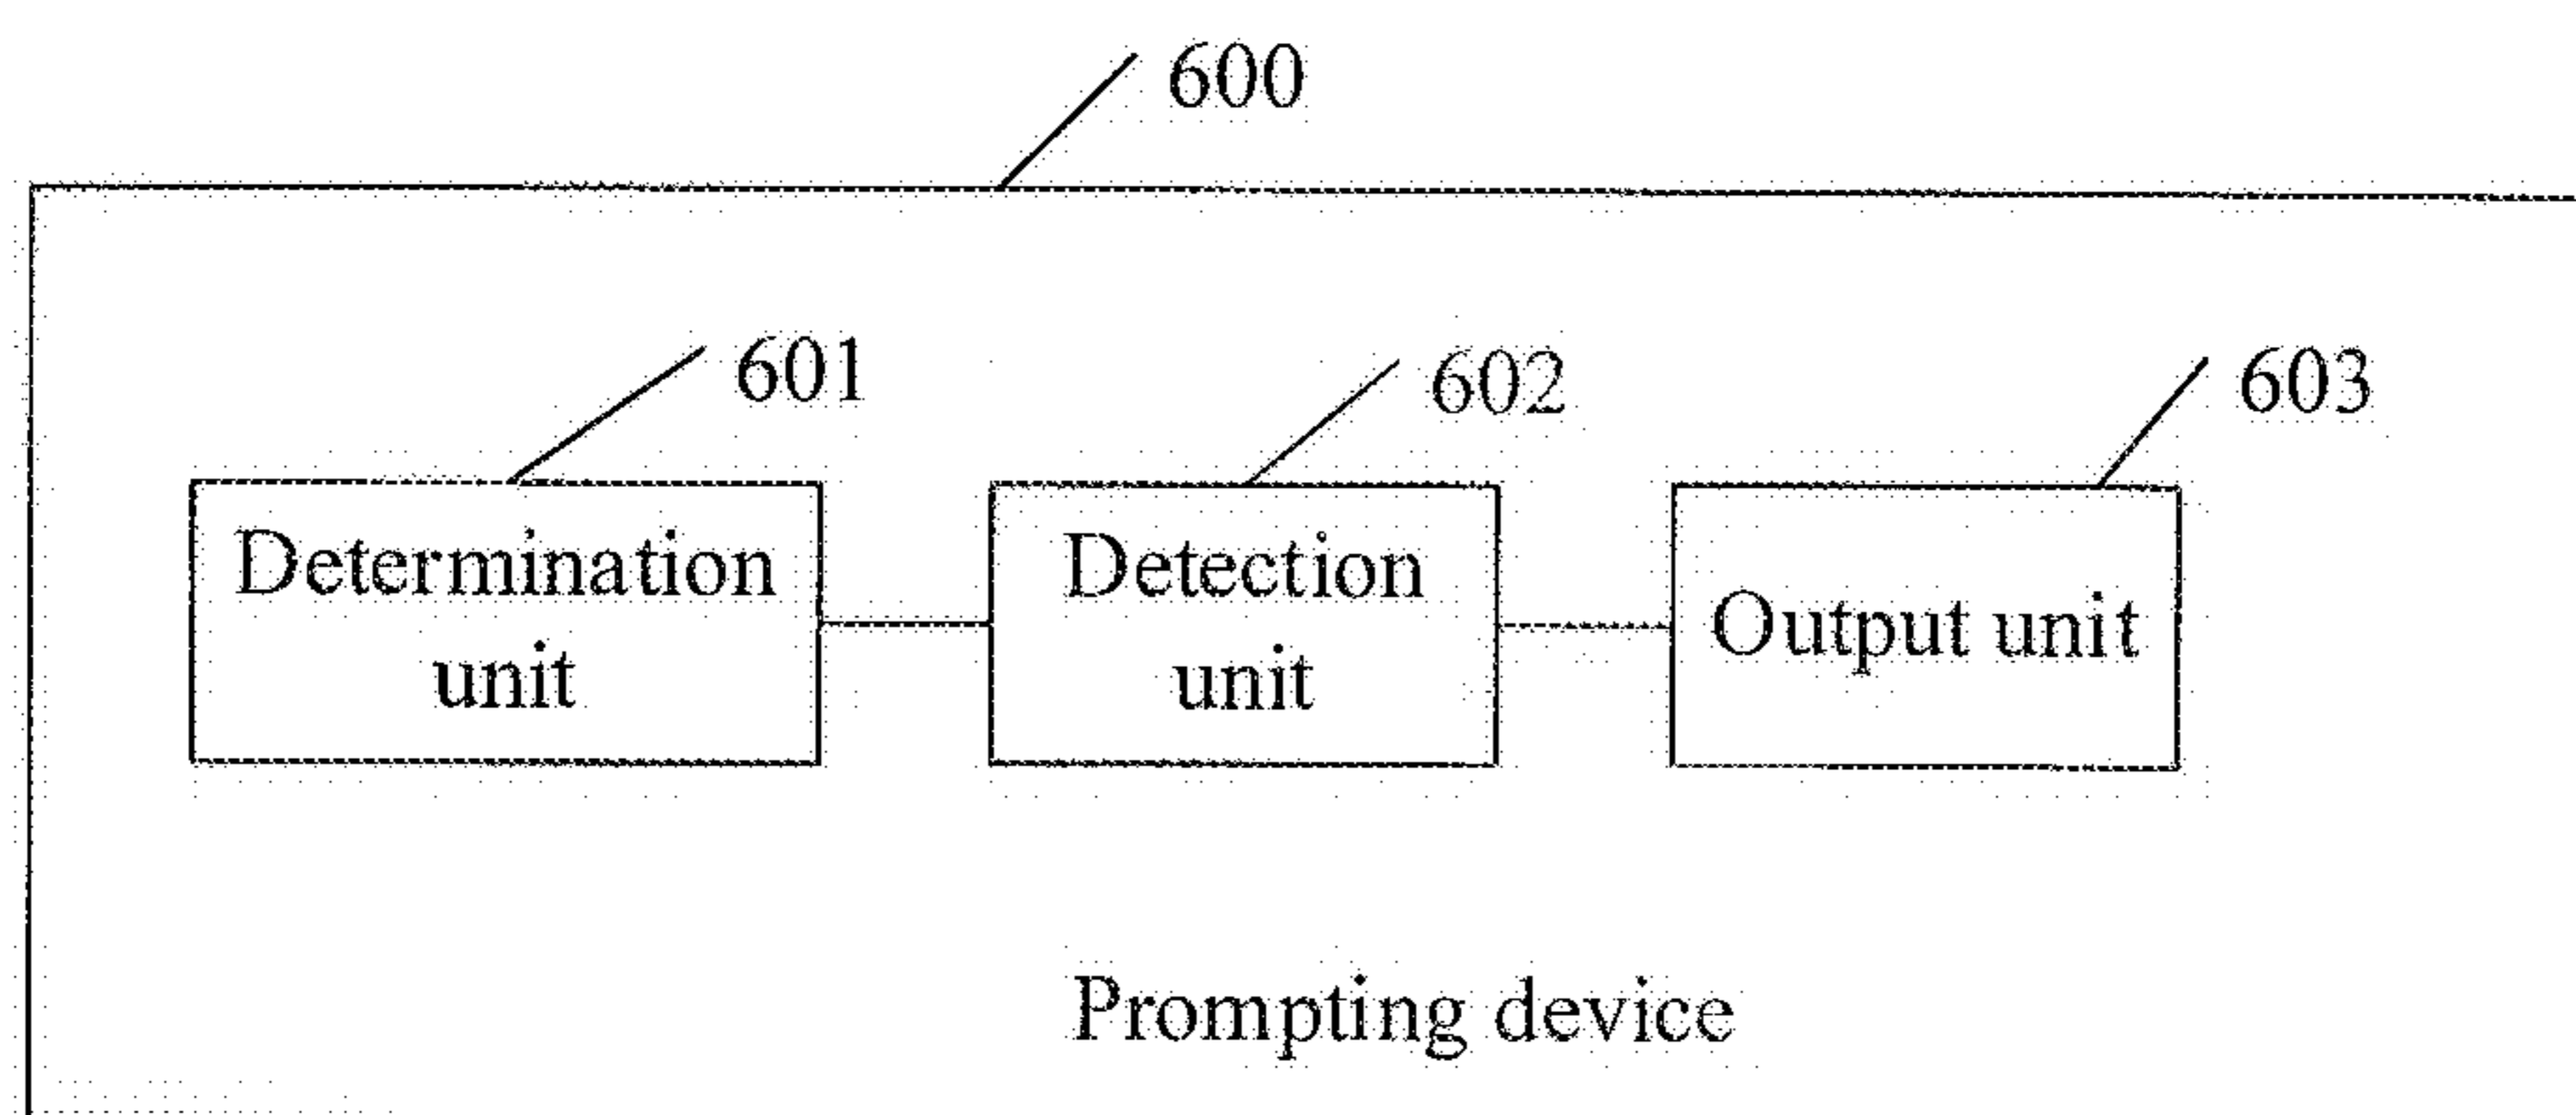 600
601
602
603
Determination
unit
Detection
unit
Output unit
Prompting device